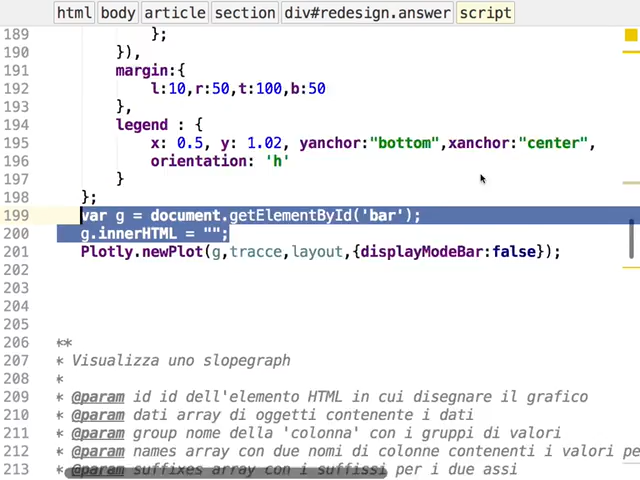 html body article section div#redesign.answer script
189 };
190 }),
191 margin:{
192 l:10,r:50,t:100,b:50
193 },
194 legend : {
195 x: 0.5, y: 1.02, yanchor:"bottom",xanchor:"center",
196 orientation: 'h'
197 }
198 };
199 var g = document.getElementById('bar');
200 g.innerHTML = "";
201 Plotly.newPlot(g,tracce,layout,{displayModeBar:false});
202
203
204
205
206 **
207 * Visualizza uno slopegraph
208 *
209 * @param id id dell'elemento HTML in cui disegnare il grafico
210 * @param dati array di oggetti contenente i dati
211 * @param group nome della 'colonna' con i gruppi di valori
212 * @param names array con due nomi di colonne contenenti i valori pe
213 * @param suffixes array con i suffissi per i due assi